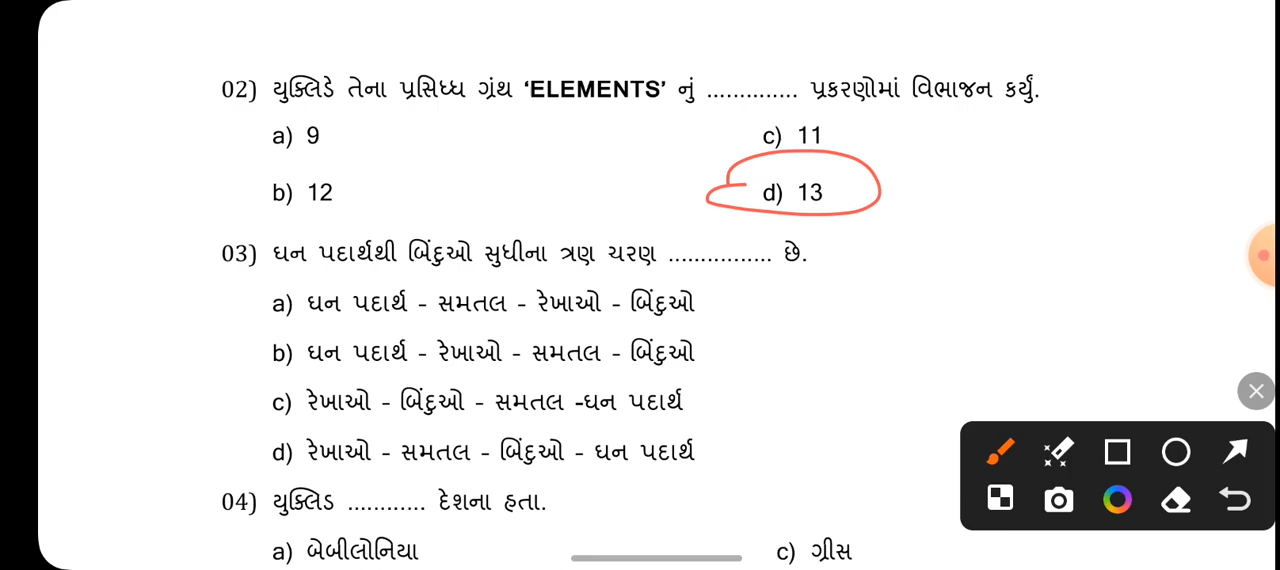 02) યુક્લિડે તેના પ્રસિધ્ધ ગ્રંથ ‘ELEMENTS’ નું .............. પ્રકરણોમાં વિભાજન કર્યું.
a) 9 c) 11
b) 12 d) 13
03) ઘન પદાર્થથી બિંદુઓ સુધીના ત્રણ ચરણ ................ છે.
a) ઘન પદાર્થ - સમતલ - રેખાઓ - બિંદુઓ
b) ઘન પદાર્થ - રેખાઓ - સમતલ - બિંદુઓ
c) રેખાઓ - બિંદુઓ - સમતલ -ઘન પદાર્થ
d) રેખાઓ - સમતલ - બિંદુઓ - ઘન પદાર્થ
04) યુક્લિડ ............ દેશના હતા.
a) બેબીલોનિયા c) ગ્રીસ